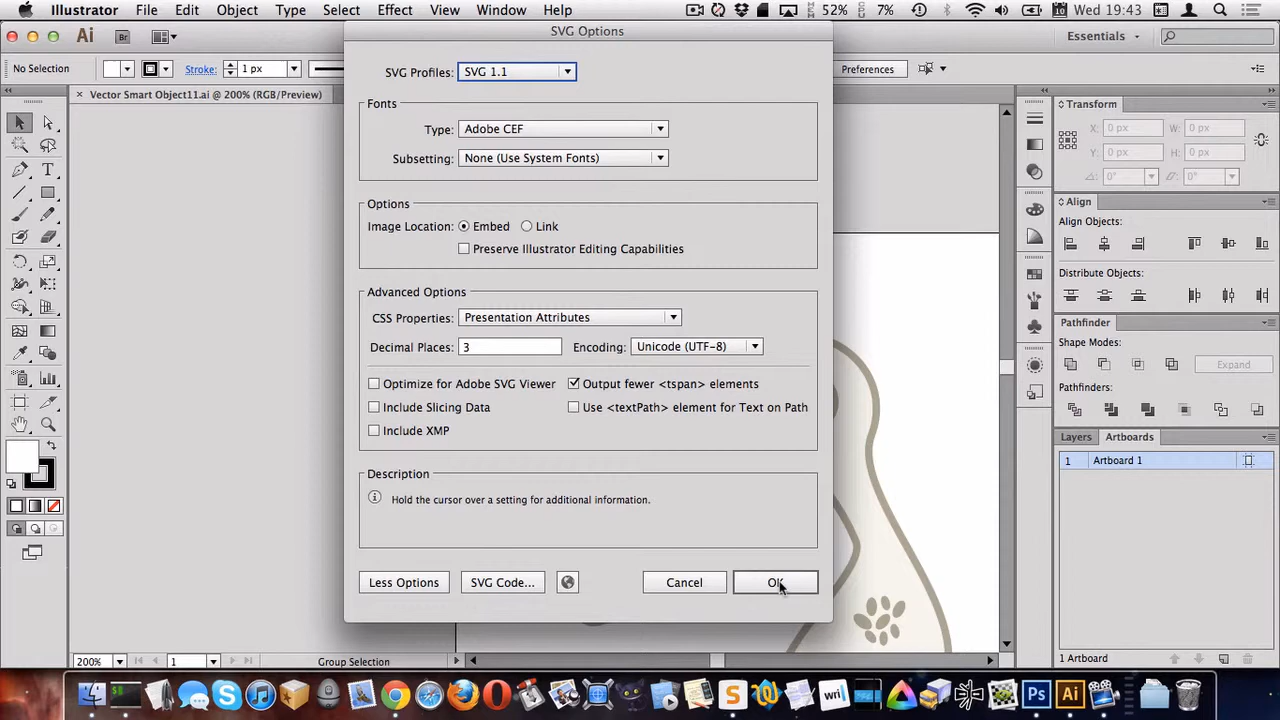 Illustrator File Edit Object Type Select Effect View Window Help 52% 7% 10 Wed 19:43
Ai Br Essentials
No Selection Stroke: 1 px Preferences
Vector Smart Object11.ai @ 200% (RGB/Preview)
SVG Options
SVG Profiles: SVG 1.1
Fonts
Type: Adobe CEF
Subsetting: None (Use System Fonts)
Options
Image Location: Embed Link
Preserve Illustrator Editing Capabilities
Advanced Options
CSS Properties: Presentation Attributes
Decimal Places: 3 Encoding: Unicode (UTF-8)
Optimize for Adobe SVG Viewer Output fewer <tspan> elements
Include Slicing Data Use <textPath> element for Text on Path
Include XMP
Description
Hold the cursor over a setting for additional information.
Less Options SVG Code... Cancel OK
Transform
X: 0 px W: 0 px
Y: 0 px H: 0 px
0° 0°
Align
Align Objects:
Distribute Objects:
Pathfinder
Shape Modes:
Expand
Pathfinders:
Layers Artboards
1 Artboard 1
1 Artboard
200% 1 Group Selection
wri Ps Ai